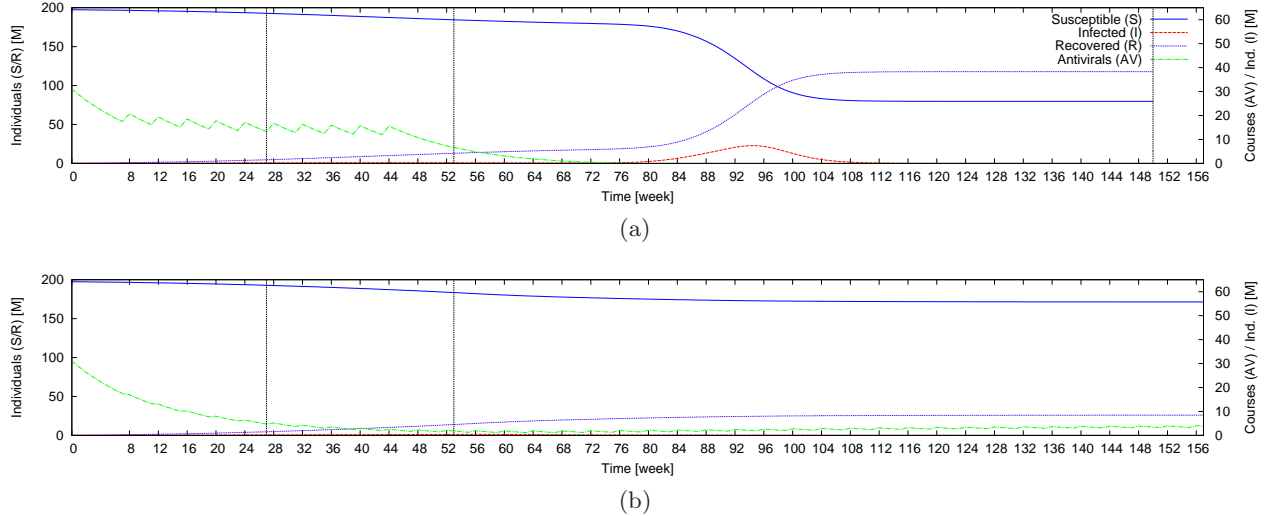 Individuals (S/R) [M]
200
150
100
50
0
Susceptible (S)
Infected (I)
Recovered (R)
Antivirals (AV)
60
50
40
30
20
10
0
Courses (AV) / Ind. (I) [M]
0 8 12 16 20 24 28 32 36 40 44 48 52 56 60 64 68 72 76 80 84 88 92 96 100 104 108 112 116 120 124 128 132 136 140 144 148 152 156
Time [week]
(a)
Individuals (S/R) [M]
200
150
100
50
0
60
50
40
30
20
10
0
Courses (AV) / Ind. (I) [M]
0 8 12 16 20 24 28 32 36 40 44 48 52 56 60 64 68 72 76 80 84 88 92 96 100 104 108 112 116 120 124 128 132 136 140 144 148 152 156
Time [week]
(b)